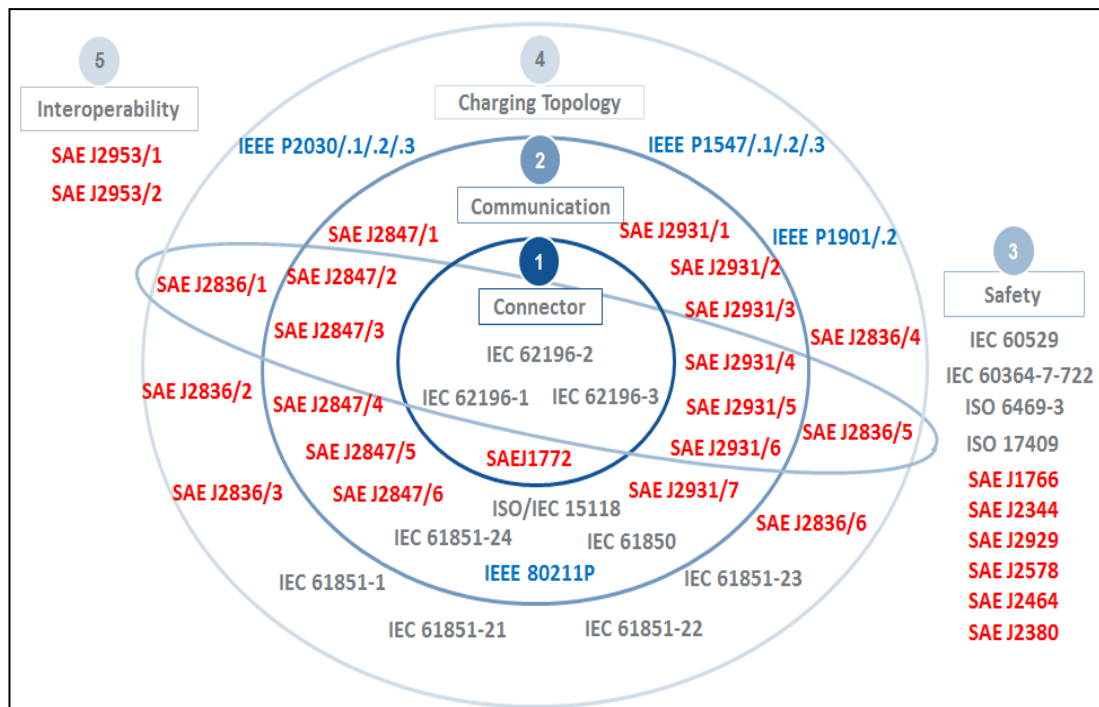 5
Interoperability
SAE J2953/1
SAE J2953/2
4
Charging Topology
IEEE P2030/.1/.2/.3
IEEE P1547/.1/.2/.3
IEEE P1901/.2
2
Communication
SAE J2847/1
SAE J2847/2
SAE J2847/3
SAE J2847/4
SAE J2847/5
SAE J2847/6
SAE J2931/1
SAE J2931/2
SAE J2931/3
SAE J2931/4
SAE J2931/5
SAE J2931/6
SAE J2931/7
1
Connector
IEC 62196-2
IEC 62196-1
IEC 62196-3
SAEJ1772
ISO/IEC 15118
IEC 61851-24
IEC 61850
IEEE 80211P
SAE J2836/1
SAE J2836/2
SAE J2836/3
SAE J2836/4
SAE J2836/5
SAE J2836/6
IEC 61851-1
IEC 61851-23
IEC 61851-21
IEC 61851-22
3
Safety
IEC 60529
IEC 60364-7-722
ISO 6469-3
ISO 17409
SAE J1766
SAE J2344
SAE J2929
SAE J2578
SAE J2464
SAE J2380